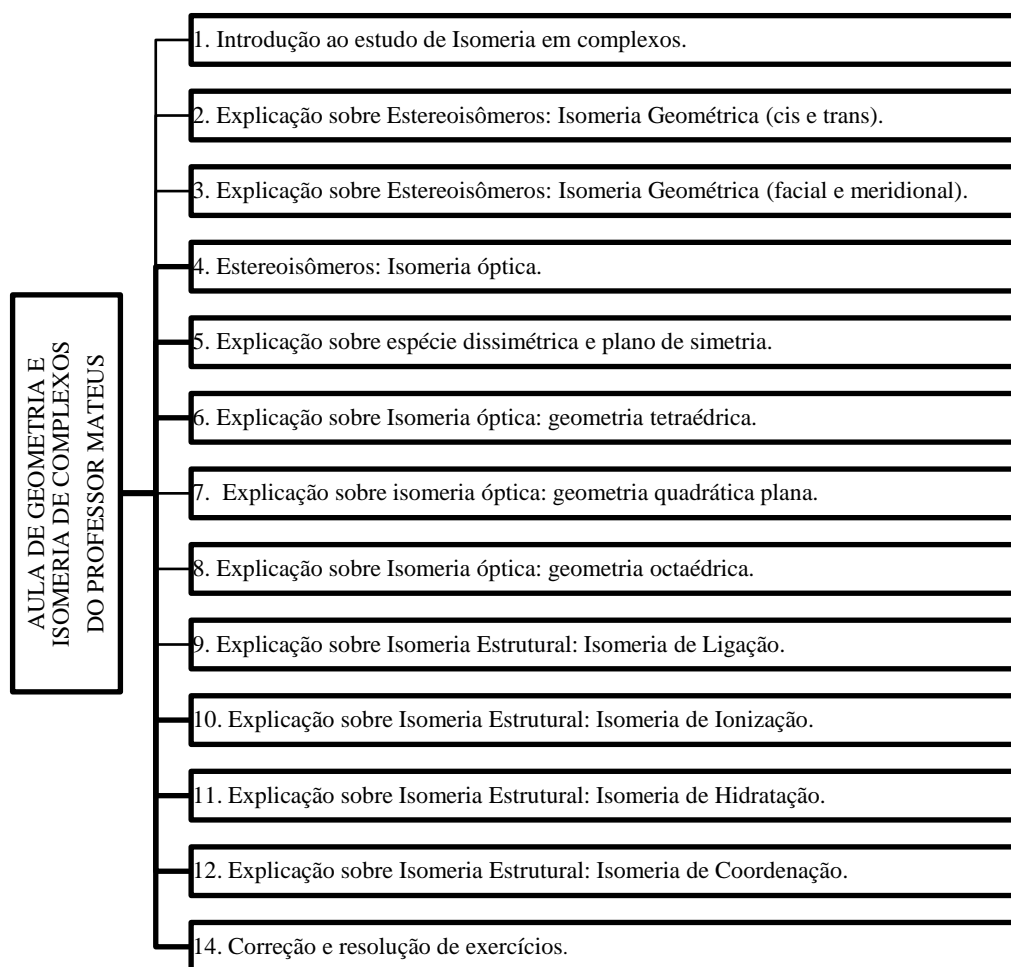 AULA DE GEOMETRIA E
ISOMERIA DE COMPLEXOS
DO PROFESSOR MATEUS
1. Introdução ao estudo de Isomeria em complexos.
2. Explicação sobre Estereoisômeros: Isomeria Geométrica (cis e trans).
3. Explicação sobre Estereoisômeros: Isomeria Geométrica (facial e meridional).
4. Estereoisômeros: Isomeria óptica.
5. Explicação sobre espécie dissimétrica e plano de simetria.
6. Explicação sobre Isomeria óptica: geometria tetraédrica.
7. Explicação sobre isomeria óptica: geometria quadrática plana.
8. Explicação sobre Isomeria óptica: geometria octaédrica.
9. Explicação sobre Isomeria Estrutural: Isomeria de Ligação.
10. Explicação sobre Isomeria Estrutural: Isomeria de Ionização.
11. Explicação sobre Isomeria Estrutural: Isomeria de Hidratação.
12. Explicação sobre Isomeria Estrutural: Isomeria de Coordenação.
14. Correção e resolução de exercícios.